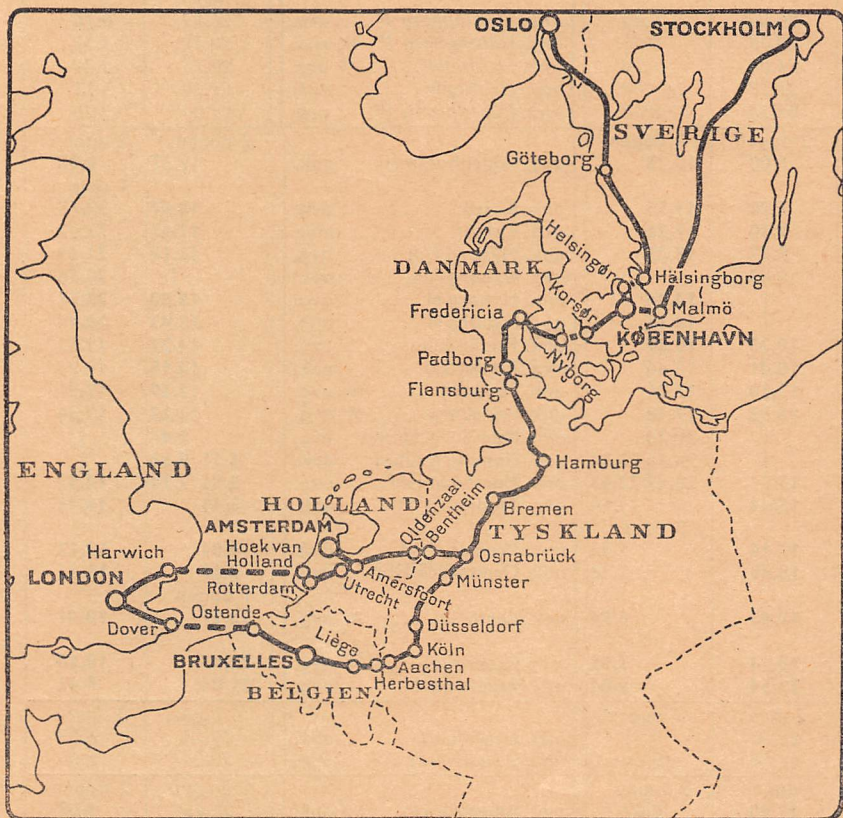 OSLO
STOCKHOLM
SVERIGE
Göteborg
Helsingør
DANMARK
Hälsingborg
Korsør
Fredericia
Malmö
KØBENHAVN
Padborg
Nyborg
Flensburg
ENGLAND
Hamburg
HOLLAND
Oldenzaal
Bentheim
Bremen
AMSTERDAM
TYSKLAND
Harwich
Hoek van
Holland
Osnabrück
LONDON
Rotterdam
Utrecht
Amersfoort
Münster
Ostende
Dover
Liège
Düsseldorf
BRUXELLES
Köln
Aachen
Herbesthal
BELGIEN